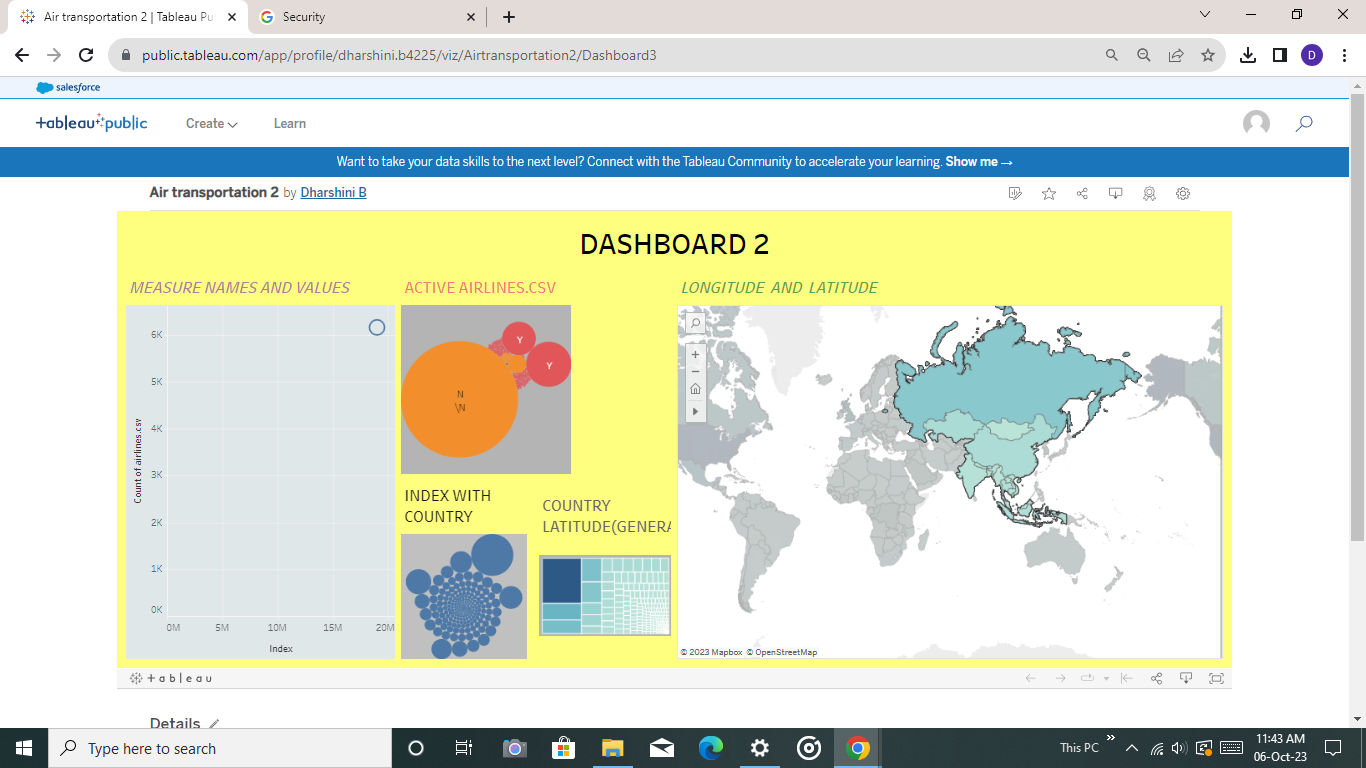 Air transportation 2 | Tableau Pu
Security
public.tableau.com/app/profile/dharshini.b4225/viz/Airtransportation2/Dashboard3
D
salesforce
+ableau+public
Create
Learn
Want to take your data skills to the next level? Connect with the Tableau Community to accelerate your learning. Show me →
Air transportation 2 by Dharshini B
DASHBOARD 2
MEASURE NAMES AND VALUES
ACTIVE AIRLINES.CSV
LONGITUDE AND LATITUDE
6K
5K
4K
3K
2K
1K
0K
Count of airlines.csv
0M
5M
10M
15M
20M
Index
Y
Y
N
\N
INDEX WITH
COUNTRY
COUNTRY
LATITUDE(GENERA
© 2023 Mapbox © OpenStreetMap
+ a b l e a u
Details
Type here to search
This PC
11:43 AM
06-Oct-23